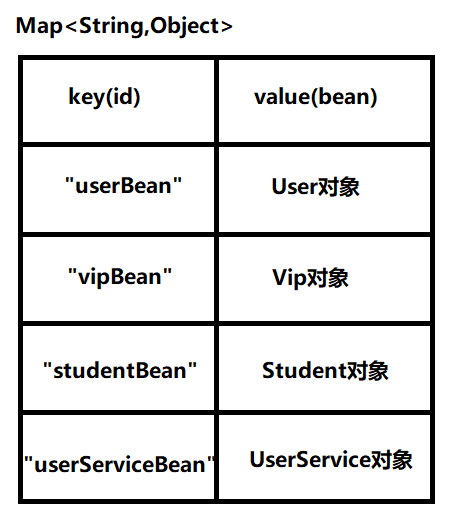 Map<String,Object>
key(id) value(bean)
"userBean" User对象
"vipBean" Vip对象
"studentBean" Student对象
"userServiceBean" UserService对象